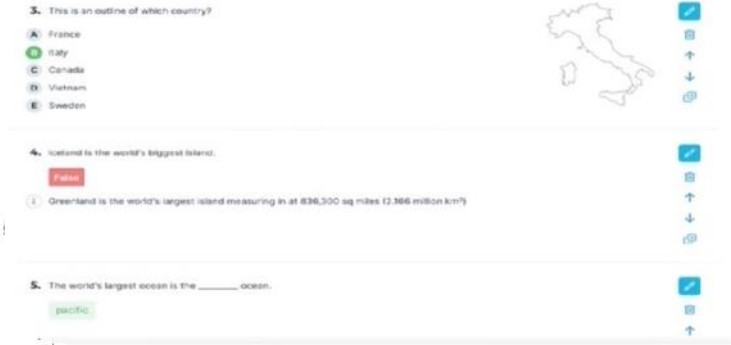 3. This is an outline of which country?
A France
B Italy
C Canada
D Vietnam
E Sweden
4. Iceland is the world's biggest island.
False
i Greenland is the world's largest island measuring in at 836,300 sq miles (2.166 million km²)
5. The world's largest ocean is the ________ ocean.
pacific